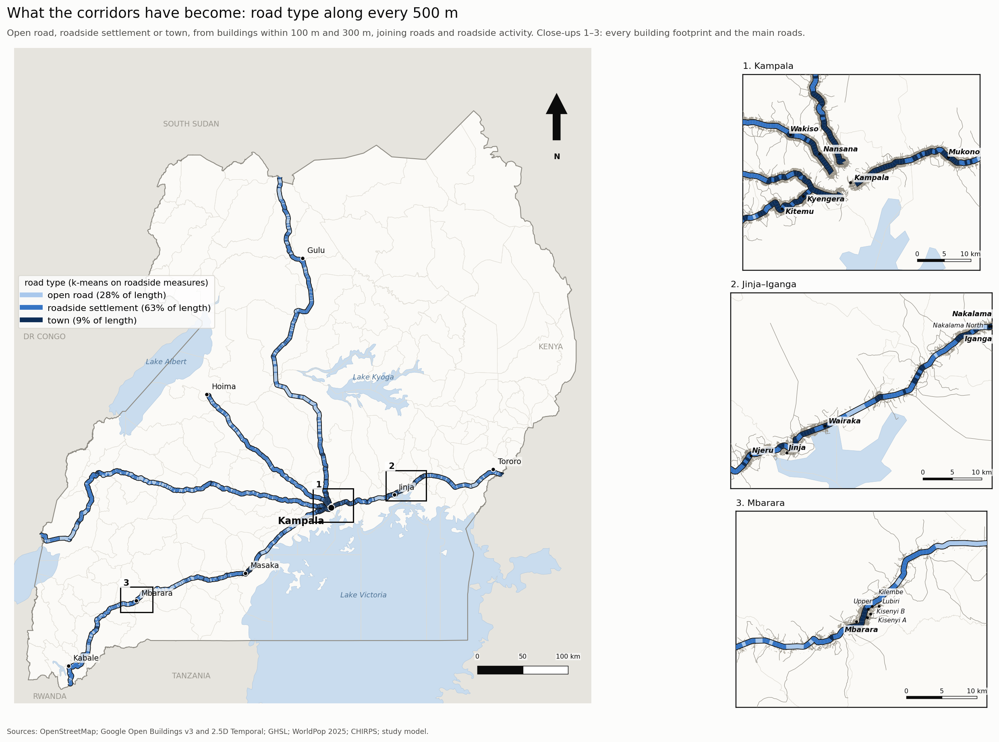 What the corridors have become: road type along every 500 m
Open road, roadside settlement or town, from buildings within 100 m and 300 m, joining roads and roadside activity. Close-ups 1–3: every building footprint and the main roads.
SOUTH SUDAN
N
Gulu
road type (k-means on roadside measures)
open road (28% of length)
roadside settlement (63% of length)
town (9% of length)
DR CONGO
KENYA
Lake Albert
Lake Kyoga
Hoima
Tororo
2
Jinja
1
Kampala
Masaka
3
Mbarara
Lake Victoria
Kabale
TANZANIA
RWANDA
0 50 100 km
1. Kampala
Wakiso
Nansana
Mukono
Kampala
Kyengera
Kitemu
0 5 10 km
2. Jinja–Iganga
Nakalama
Nakalama North
Iganga
Wairaka
Jinja
Njeru
0 5 10 km
3. Mbarara
Kilembe
Upper Lubiri
Kisenyi B
Kisenyi A
Mbarara
0 5 10 km
Sources: OpenStreetMap; Google Open Buildings v3 and 2.5D Temporal; GHSL; WorldPop 2025; CHIRPS; study model.